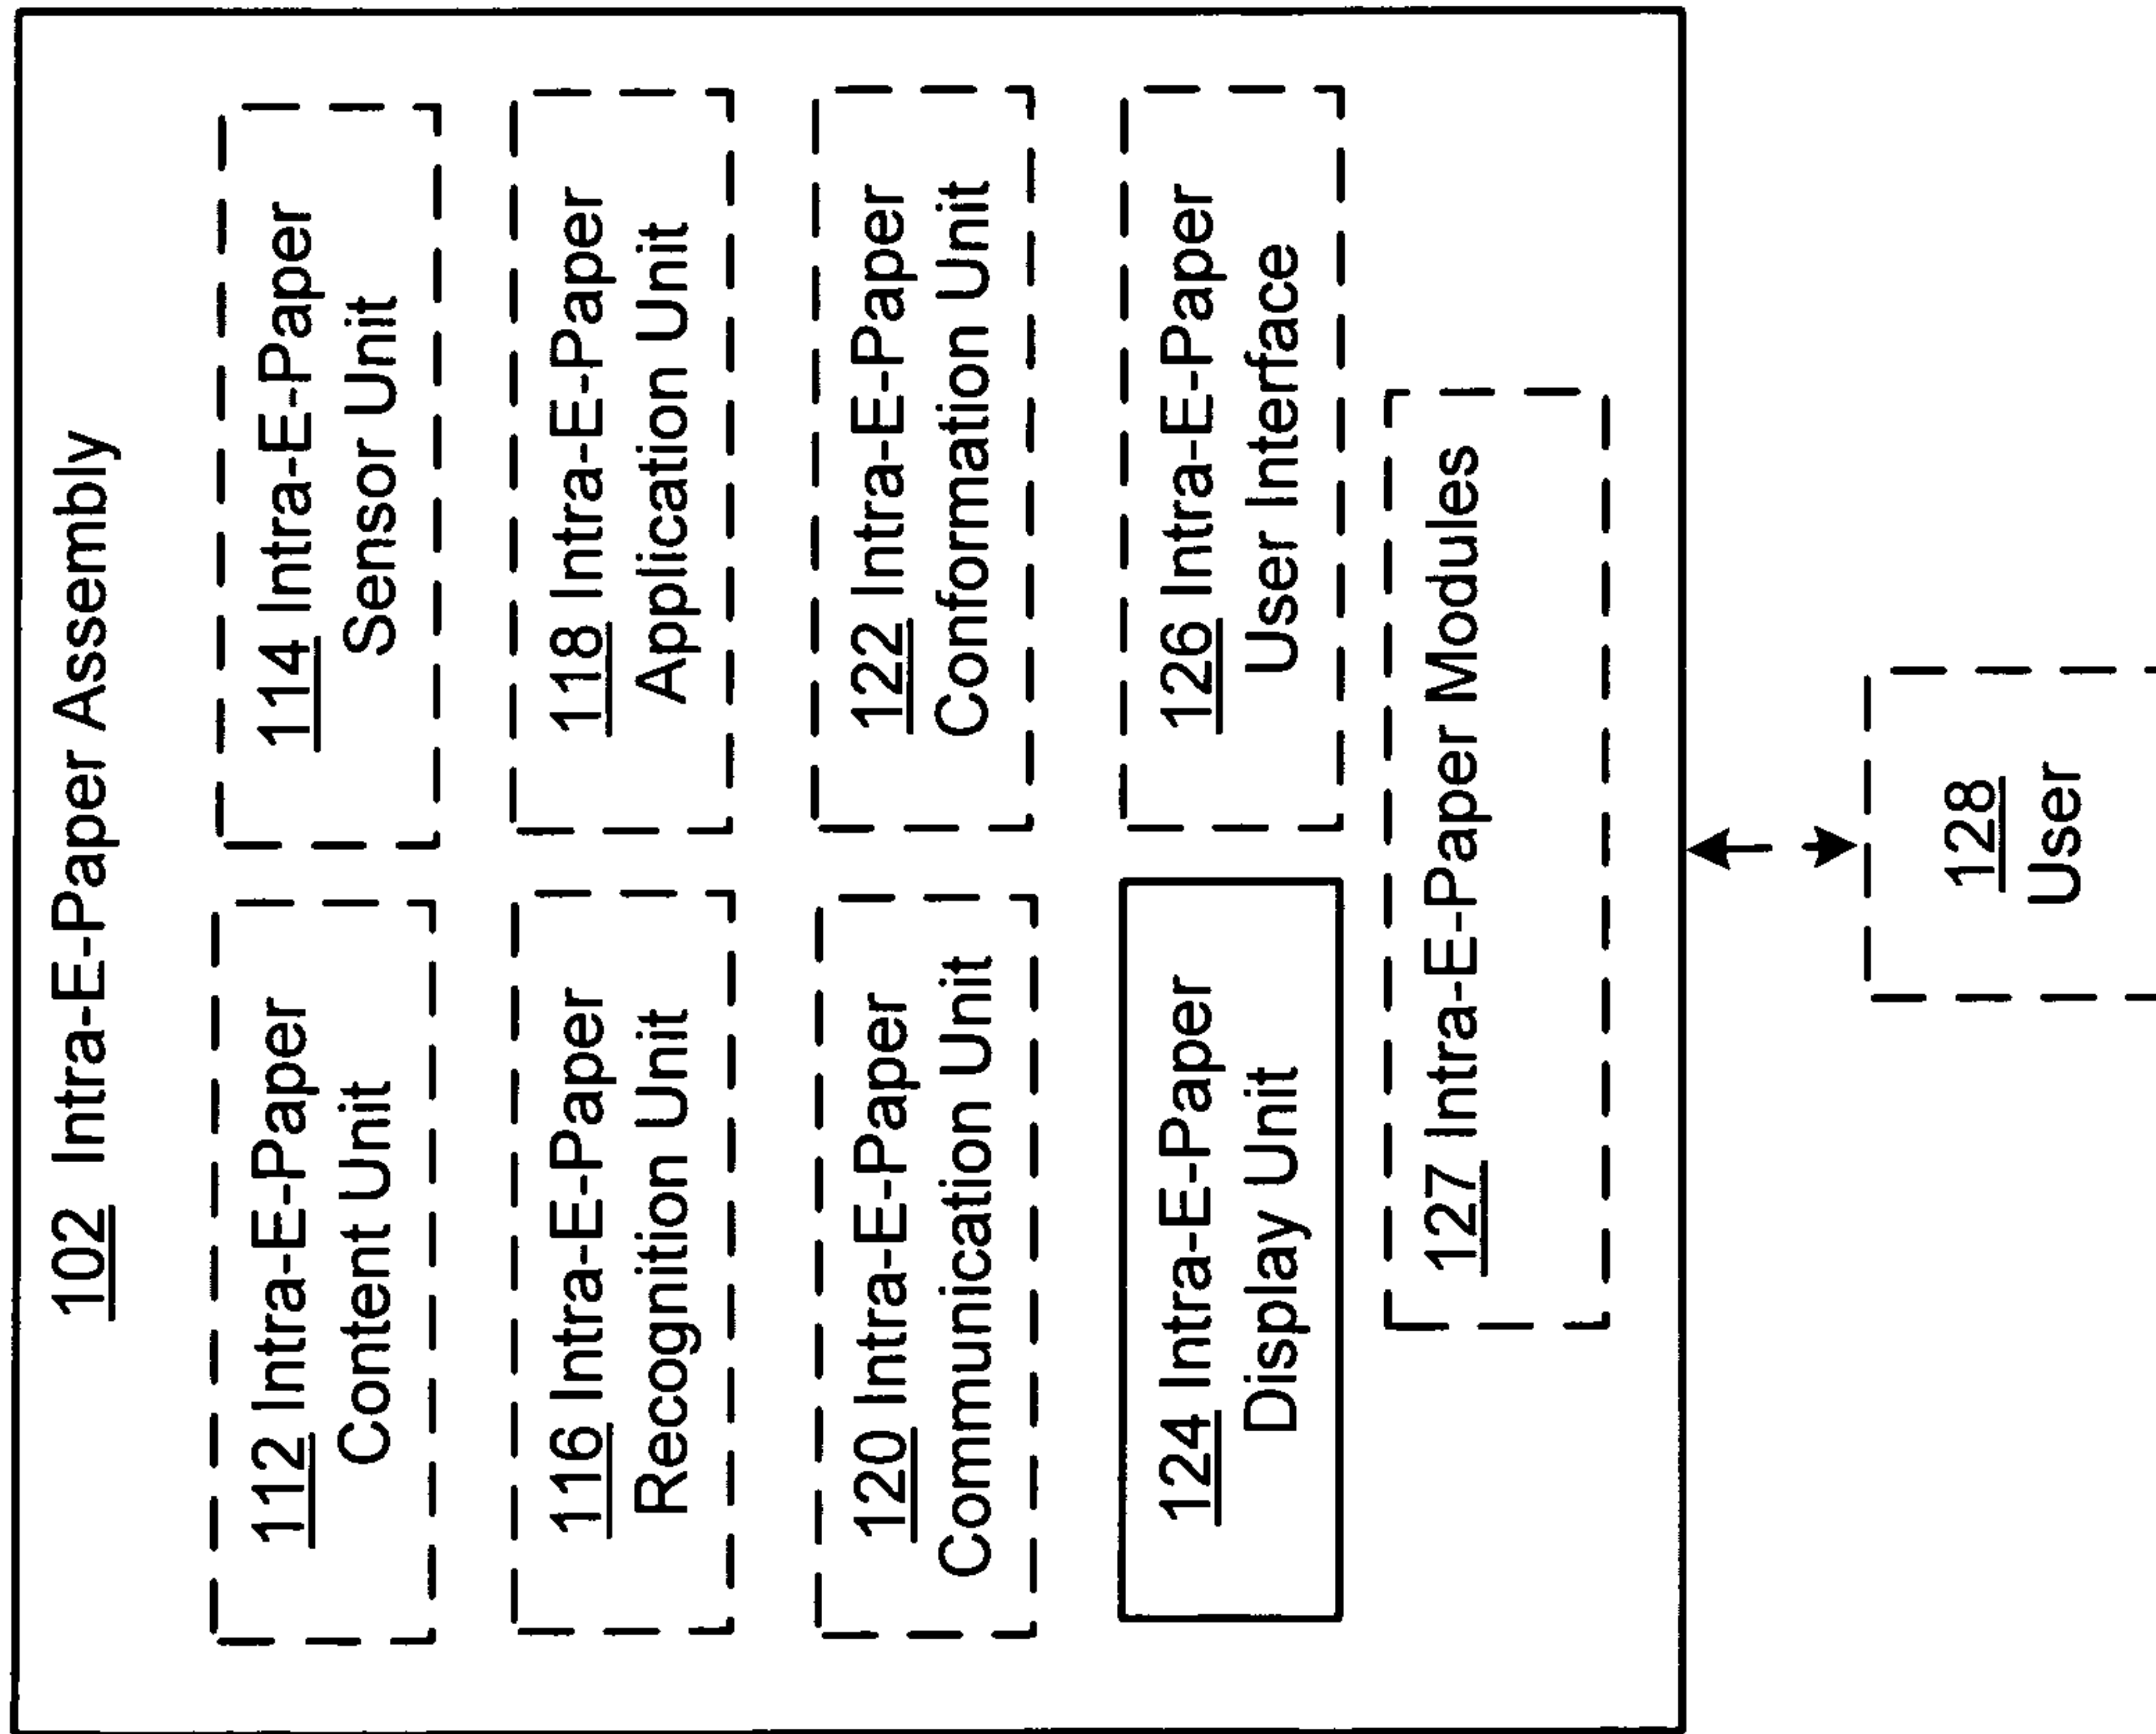 102 Intra-E-Paper Assembly
112 Intra-E-Paper
Content Unit
114 Intra-E-Paper
Sensor Unit
116 Intra-E-Paper
Recognition Unit
118 Intra-E-Paper
Application Unit
120 Intra-E-Paper
Communication Unit
122 Intra-E-Paper
Conformation Unit
124 Intra-E-Paper
Display Unit
126 Intra-E-Paper
User Interface
127 Intra-E-Paper Modules
128
User